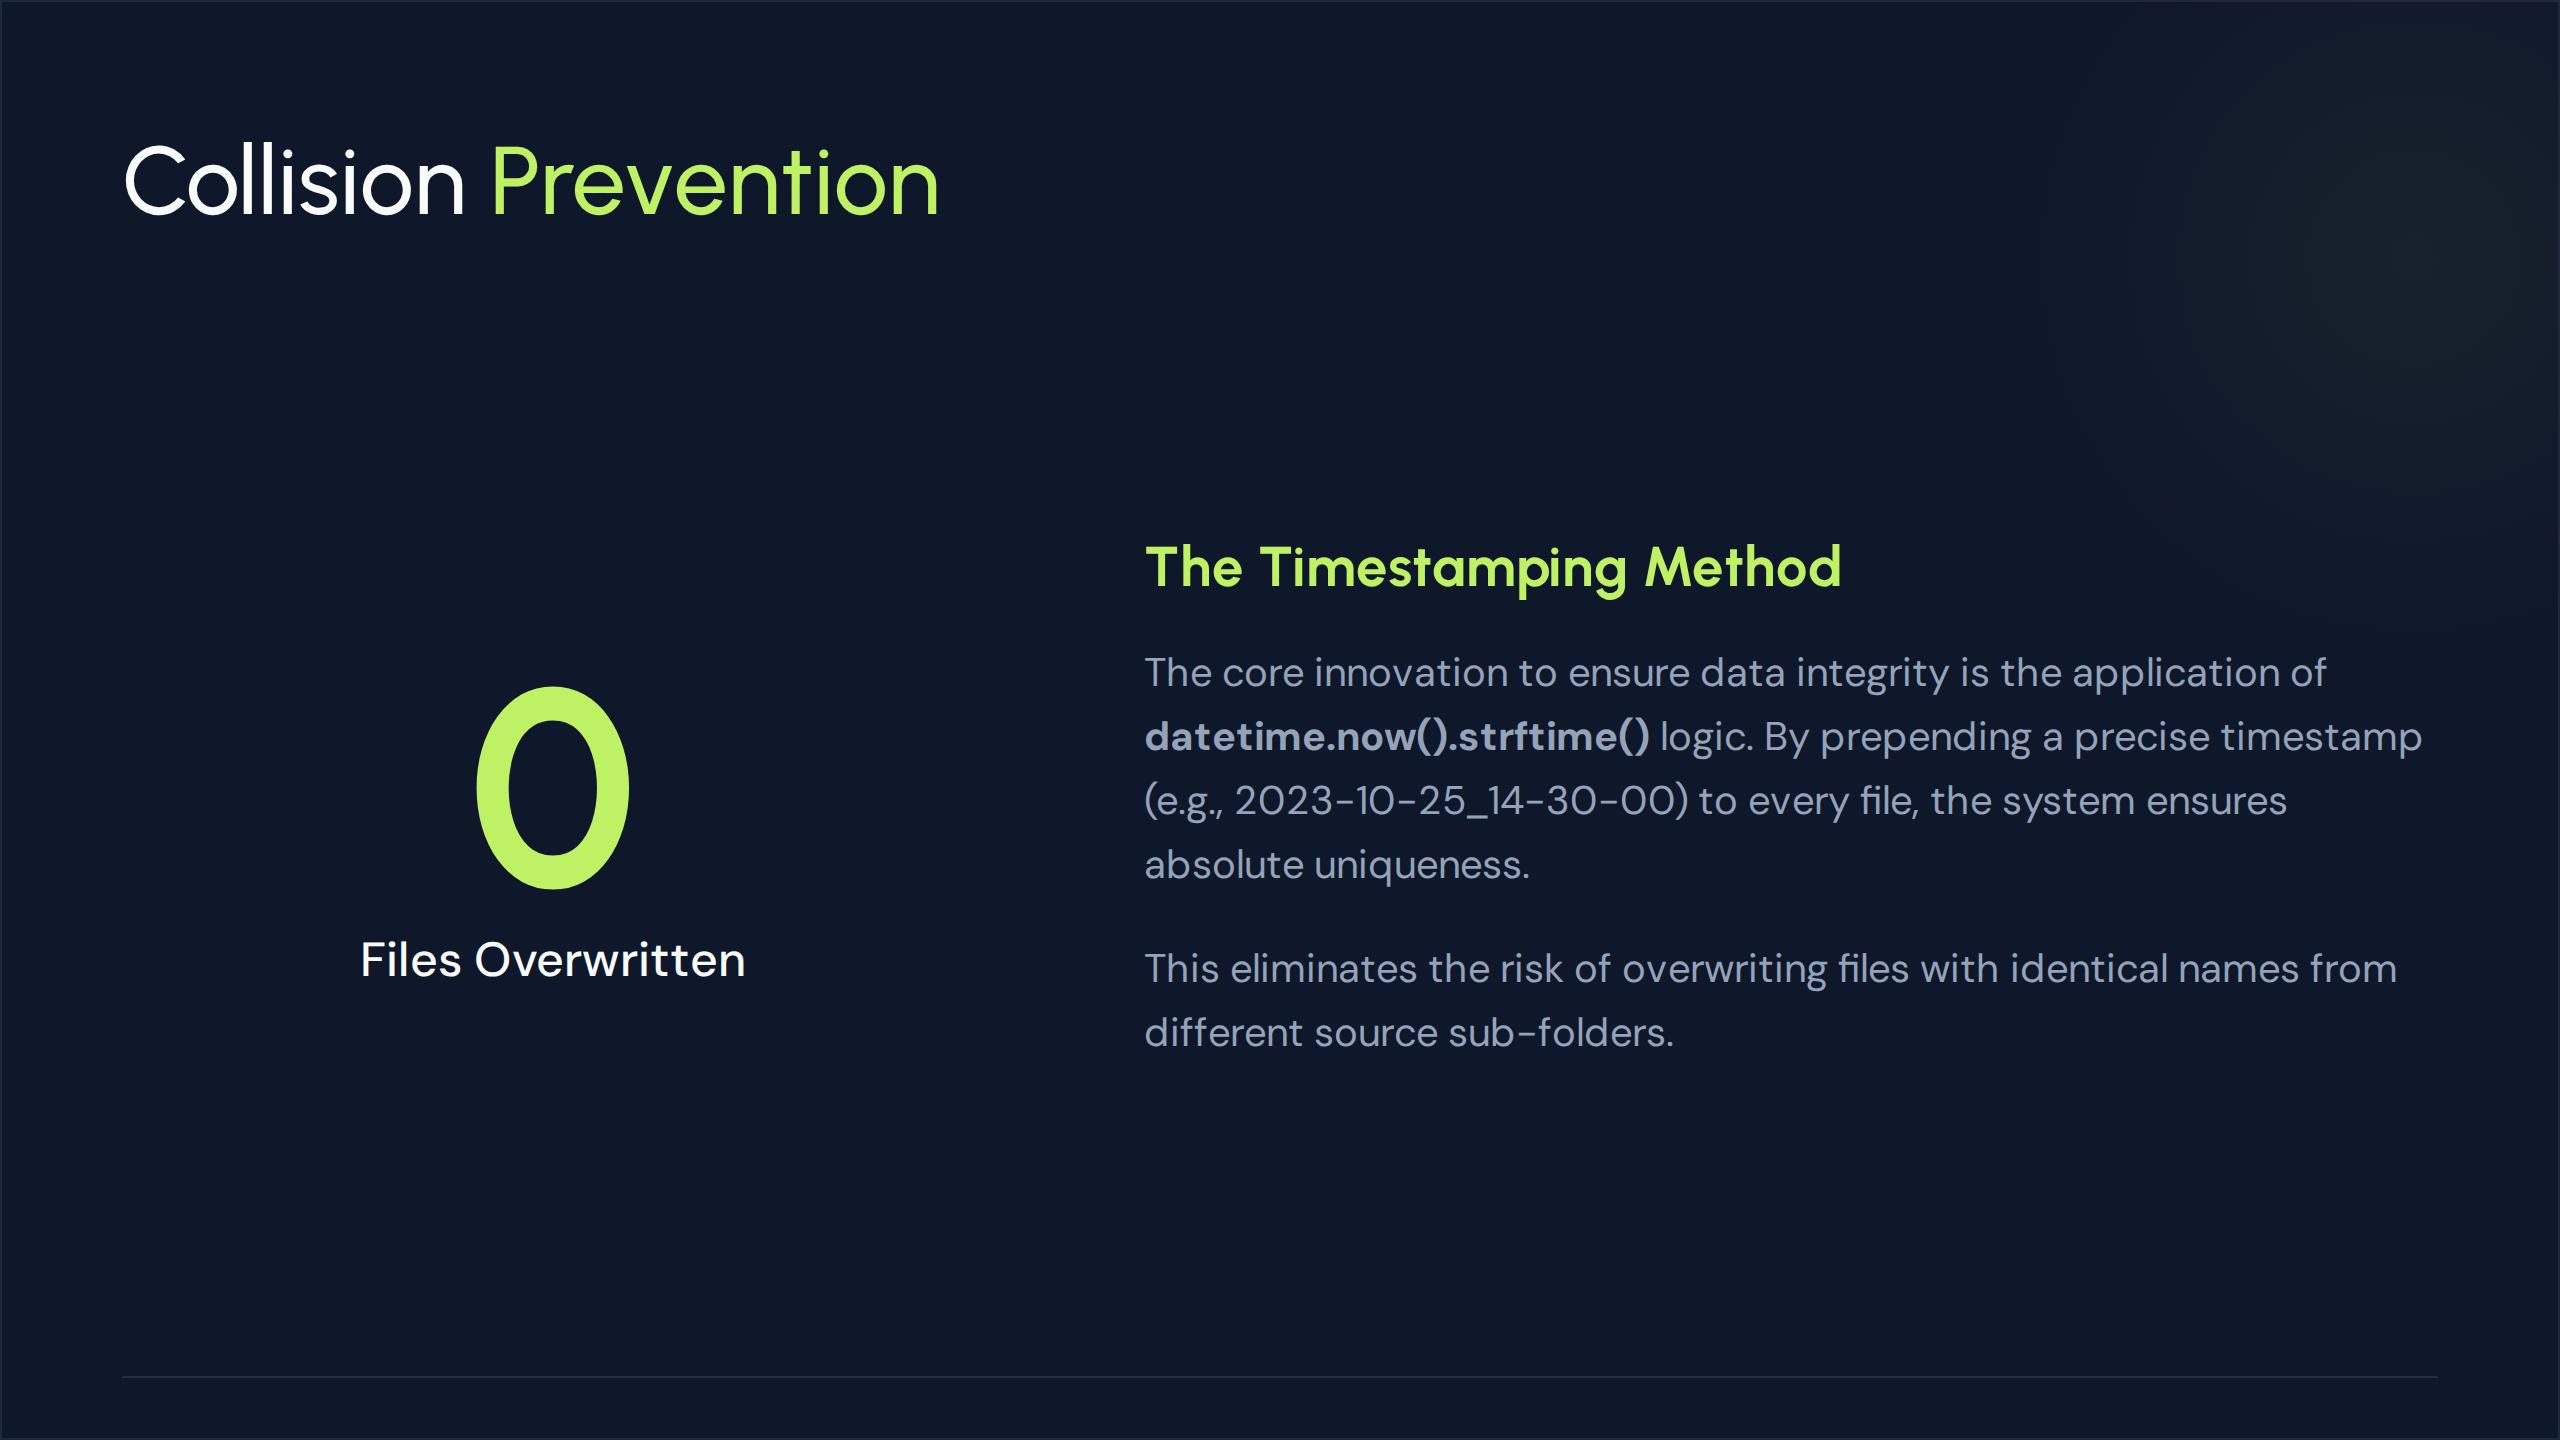 Collision Prevention
0
Files Overwritten
The Timestamping Method
The core innovation to ensure data integrity is the application of
datetime.now().strftime() logic. By prepending a precise timestamp
(e.g., 2023-10-25_14-30-00) to every file, the system ensures
absolute uniqueness.
This eliminates the risk of overwriting files with identical names from
different source sub-folders.